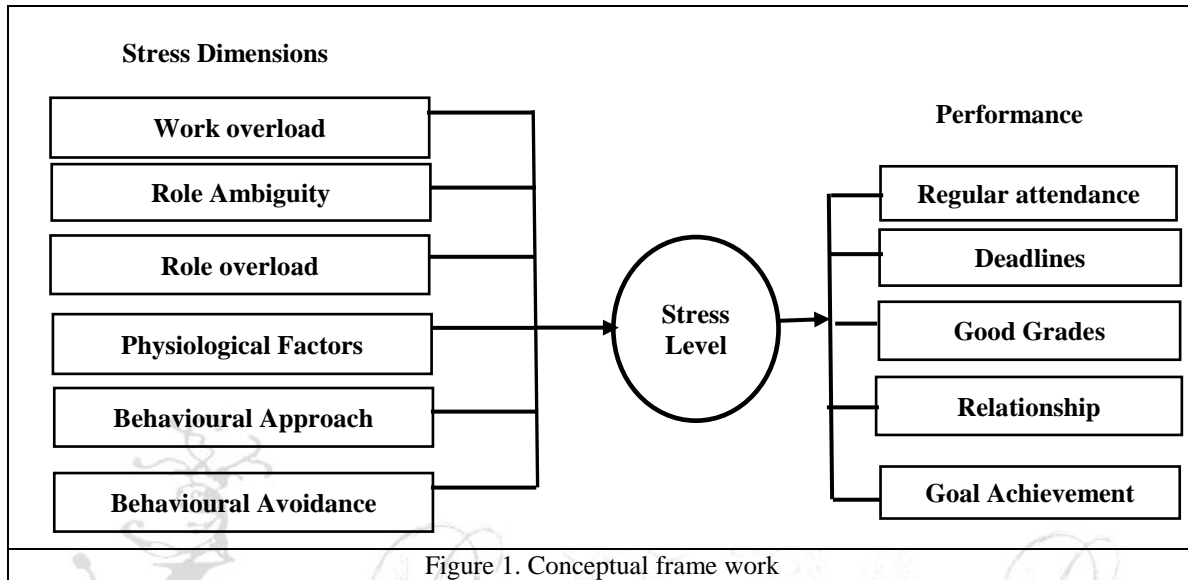 Stress Dimensions
Work overload
Role Ambiguity
Role overload
Physiological Factors
Behavioural Approach
Behavioural Avoidance
Stress
Level
Performance
Regular attendance
Deadlines
Good Grades
Relationship
Goal Achievement
Figure 1. Conceptual frame work